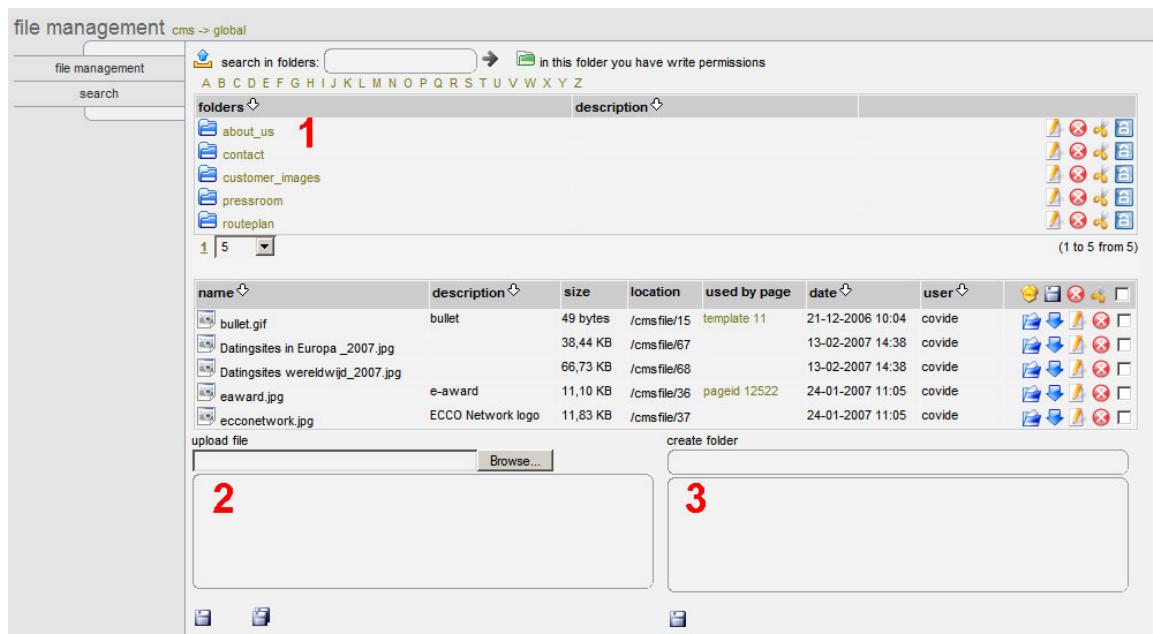 file management cms -> global
file management
search
search in folders: in this folder you have write permissions
A B C D E F G H I J K L M N O P Q R S T U V W X Y Z
folders description
about_us 1
contact
customer_images
pressroom
routeplan
1 5 (1 to 5 from 5)
name description size location used by page date user
bullet.gif bullet 49 bytes /cmsfile/15 template 11 21-12-2006 10:04 covide
Datingsites in Europa _2007.jpg 38,44 KB /cmsfile/67 13-02-2007 14:38 covide
Datingsites wereldwijd_2007.jpg 66,73 KB /cmsfile/68 13-02-2007 14:38 covide
eaward.jpg e-award 11,10 KB /cmsfile/36 pageid 12522 24-01-2007 11:05 covide
ecconetwork.jpg ECCO Network logo 11,83 KB /cmsfile/37 24-01-2007 11:05 covide
upload file create folder
Browse...
2 3